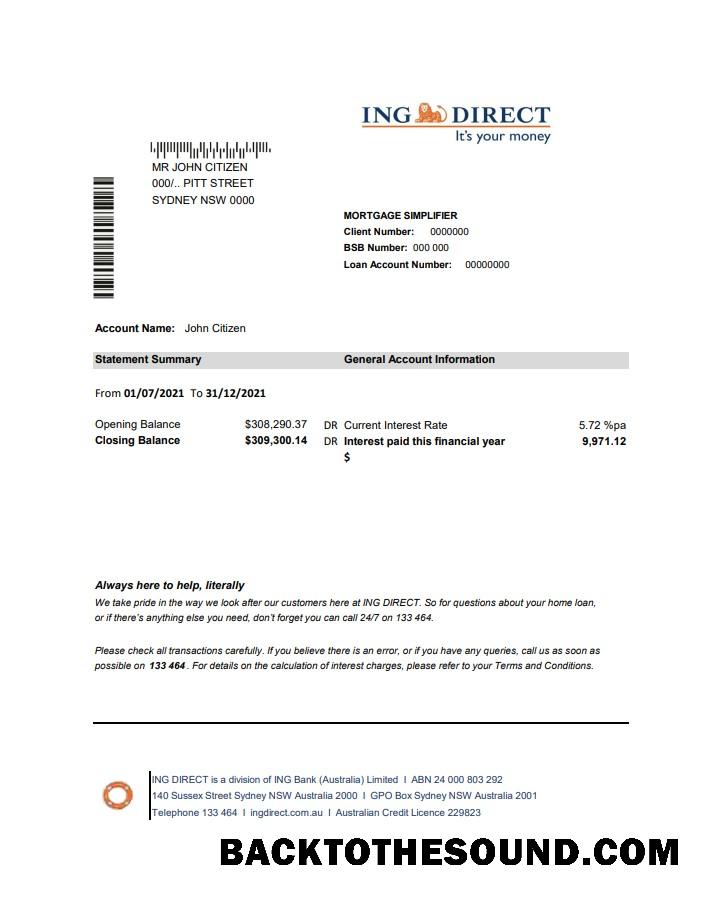 ING DIRECT
It's your money
MR JOHN CITIZEN
000/.. PITT STREET
SYDNEY NSW 0000
MORTGAGE SIMPLIFIER
Client Number: 0000000
BSB Number: 000 000
Loan Account Number: 00000000
Account Name: John Citizen
Statement Summary General Account Information
From 01/07/2021 To 31/12/2021
Opening Balance $308,290.37 DR Current Interest Rate 5.72 %pa
Closing Balance $309,300.14 DR Interest paid this financial year 9,971.12
$
Always here to help, literally
We take pride in the way we look after our customers here at ING DIRECT. So for questions about your home loan,
or if there's anything else you need, don't forget you can call 24/7 on 133 464.
Please check all transactions carefully. If you believe there is an error, or if you have any queries, call us as soon as
possible on 133 464 . For details on the calculation of interest charges, please refer to your Terms and Conditions.
ING DIRECT is a division of ING Bank (Australia) Limited I ABN 24 000 803 292
140 Sussex Street Sydney NSW Australia 2000 I GPO Box Sydney NSW Australia 2001
Telephone 133 464 I ingdirect.com.au I Australian Credit Licence 229823
BACKTOTHESOUND.COM